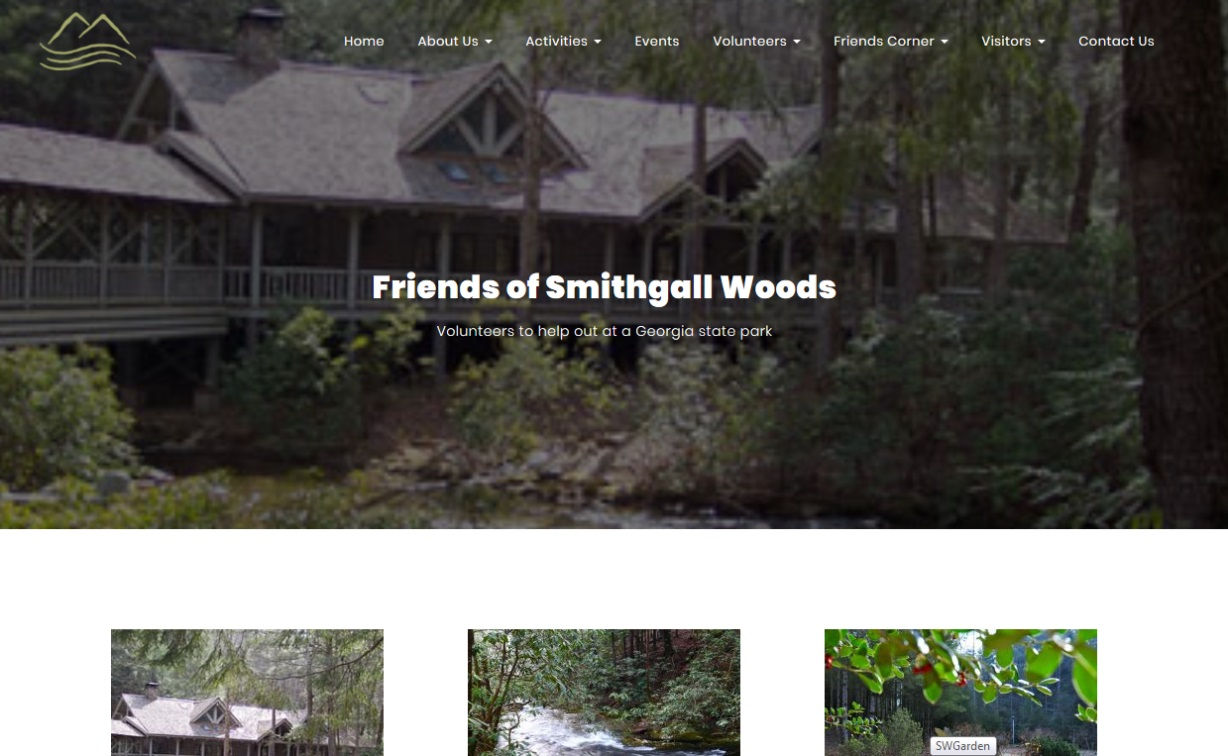 Home About Us Activities Events Volunteers Friends Corner Visitors Contact Us
Friends of Smithgall Woods
Volunteers to help out at a Georgia state park
SWGarden